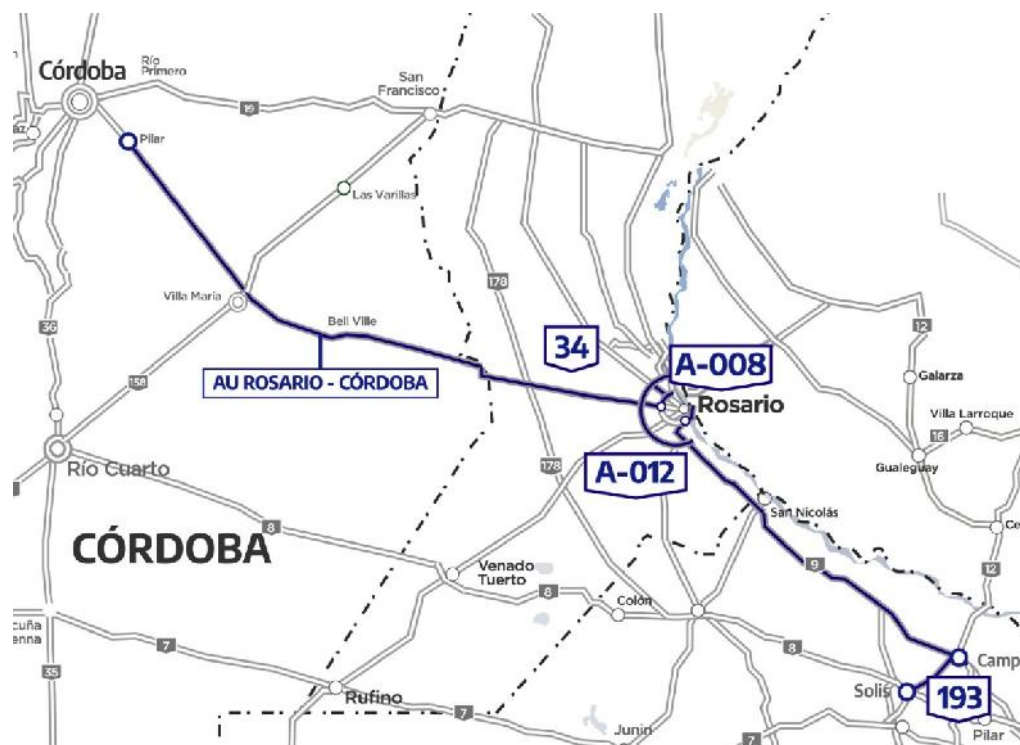 Córdoba
Río
Primero
San
Francisco
19
Pilar
Las Varillas
178
Villa María
36
Bell Ville
34
A-008
12
AU ROSARIO - CÓRDOBA
158
Galarza
Rosario
Villa Larroque
16
Río Cuarto
A-012
178
Gualeguay
San Nicolás
8
CÓRDOBA
9
12
Venado
Tuerto
8
Colón
7
8
Camp
35
Solís
193
Rufino
7
Junín
7
Pilar